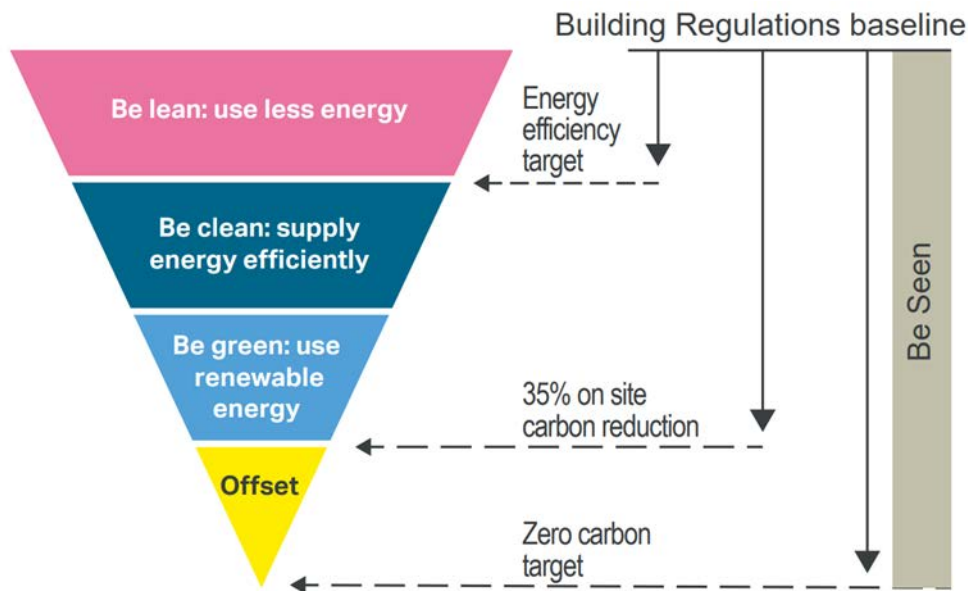 Building Regulations baseline
Be lean: use less energy
Energy
efficiency
target
Be clean: supply
energy efficiently
Be green: use
renewable
energy
35% on site
carbon reduction
Offset
Zero carbon
target
Be Seen